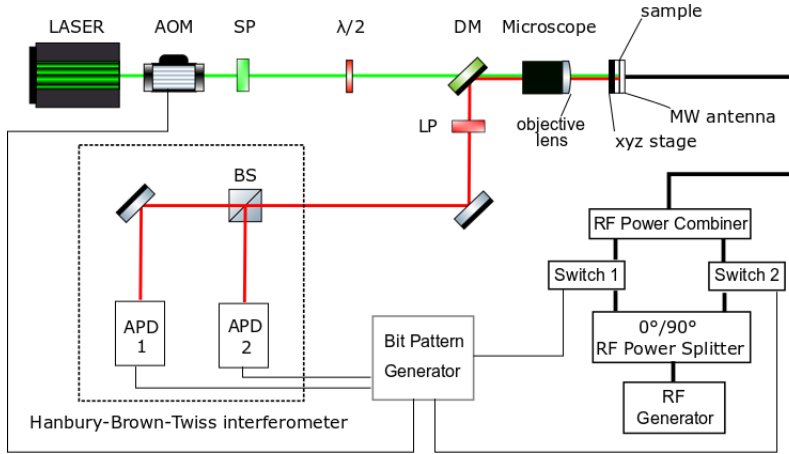 LASER
AOM
SP
λ/2
DM
Microscope
sample
LP
objective
lens
MW antenna
xyz stage
BS
RF Power Combiner
Switch 1
Switch 2
APD
1
APD
2
Bit Pattern
Generator
0°/90°
RF Power Splitter
RF
Generator
Hanbury-Brown-Twiss interferometer